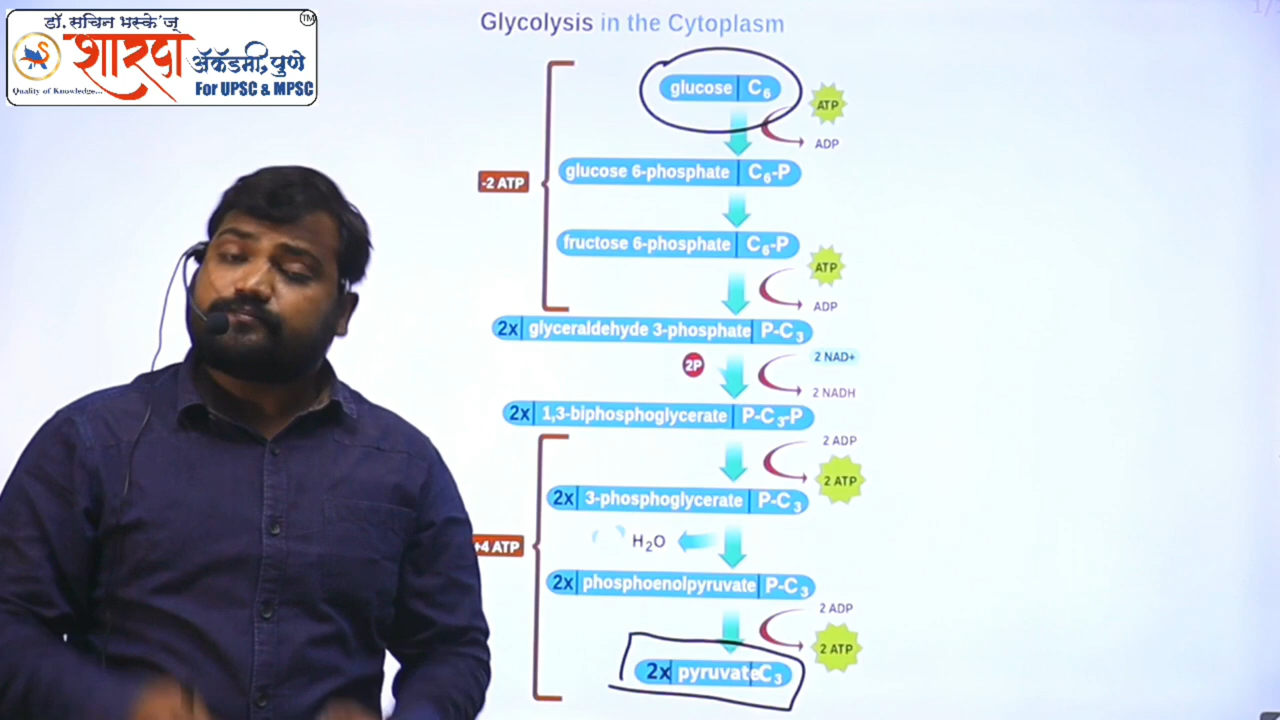 डॉ. सचिन भस्के'ज्
TM
शारदा
ॲकॅडमी, पुणे
Quality of Knowledge...
For UPSC & MPSC
Glycolysis in the Cytoplasm
glucose C6
ATP
ADP
-2 ATP
glucose 6-phosphate C6-P
fructose 6-phosphate C6-P
ATP
ADP
2x glyceraldehyde 3-phosphate P-C3
2P
2 NAD+
2 NADH
2x 1,3-biphosphoglycerate P-C3-P
2 ADP
2 ATP
2x 3-phosphoglycerate P-C3
+4 ATP
H2O
2x phosphoenolpyruvate P-C3
2 ADP
2 ATP
2x pyruvate C3